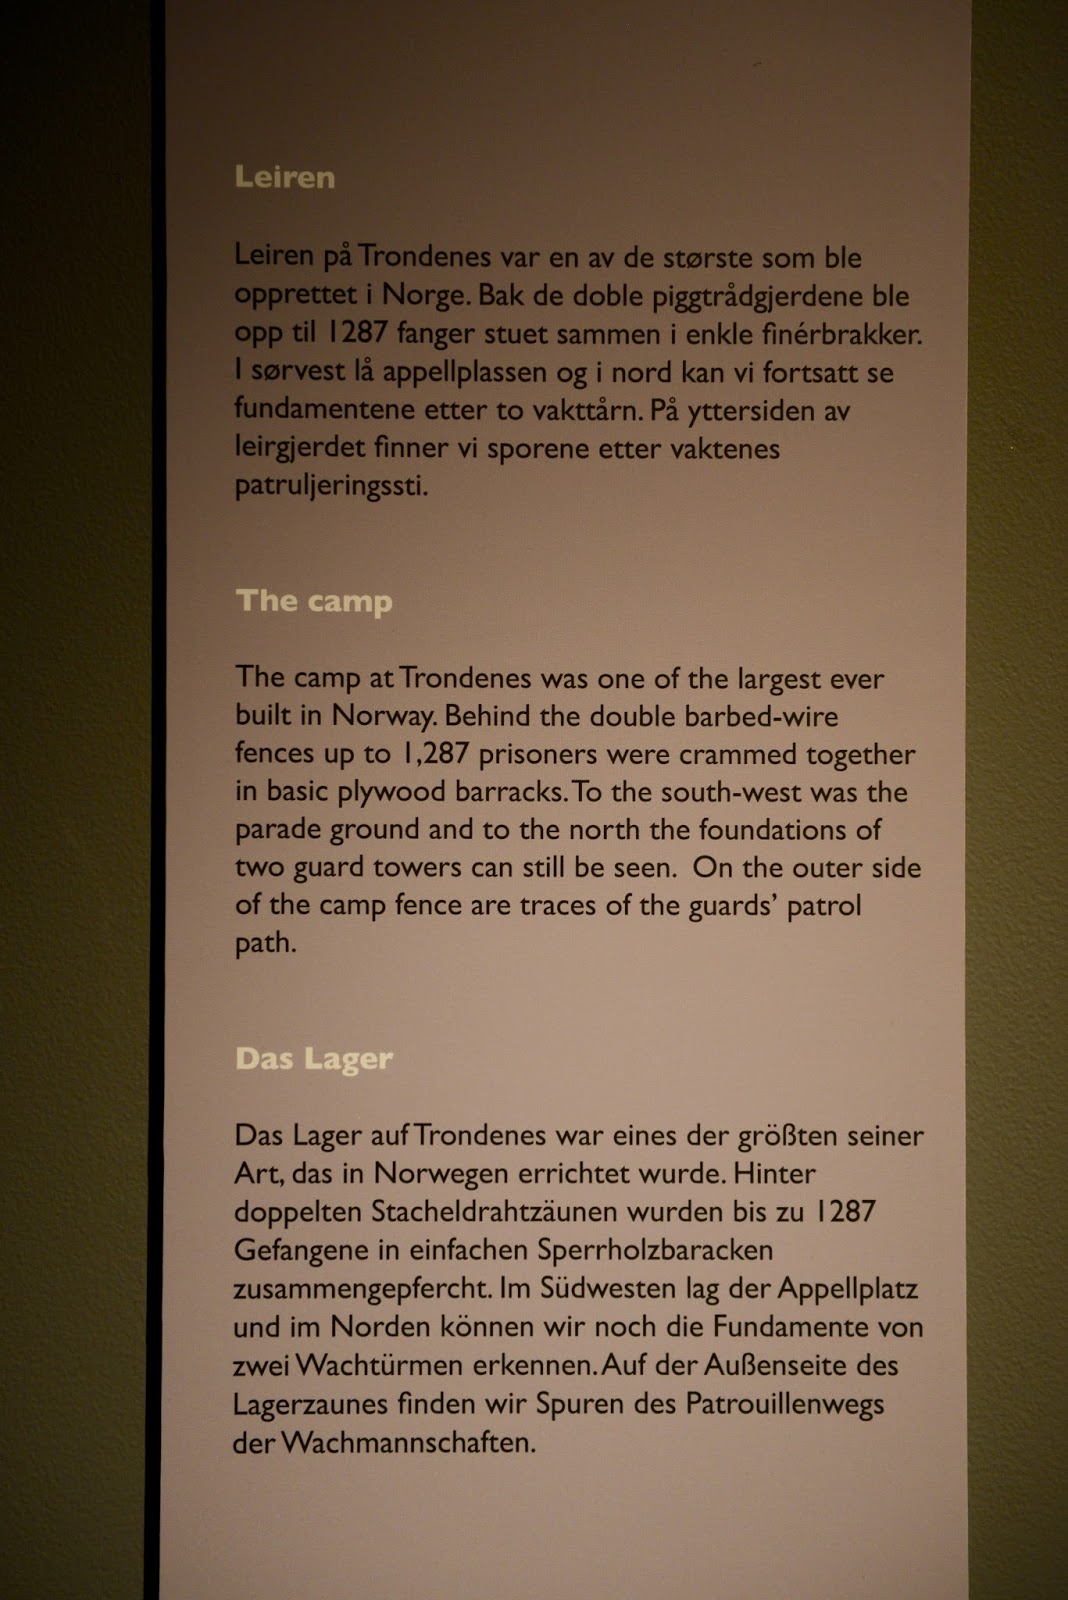 Leiren
Leiren på Trondenes var en av de største som ble
opprettet i Norge. Bak de doble piggtrådgjerdene ble
opp til 1287 fanger stuet sammen i enkle finérbrakker.
I sørvest lå appellplassen og i nord kan vi fortsatt se
fundamentene etter to vakttårn. På yttersiden av
leirgjerdet finner vi sporene etter vaktenes
patruljeringssti.
The camp
The camp at Trondenes was one of the largest ever
built in Norway. Behind the double barbed-wire
fences up to 1,287 prisoners were crammed together
in basic plywood barracks. To the south-west was the
parade ground and to the north the foundations of
two guard towers can still be seen. On the outer side
of the camp fence are traces of the guards’ patrol
path.
Das Lager
Das Lager auf Trondenes war eines der größten seiner
Art, das in Norwegen errichtet wurde. Hinter
doppelten Stacheldrahtzäunen wurden bis zu 1287
Gefangene in einfachen Sperrholzbaracken
zusammengepfercht. Im Südwesten lag der Appellplatz
und im Norden können wir noch die Fundamente von
zwei Wachtürmen erkennen. Auf der Außenseite des
Lagerzaunes finden wir Spuren des Patrouillenwegs
der Wachmannschaften.